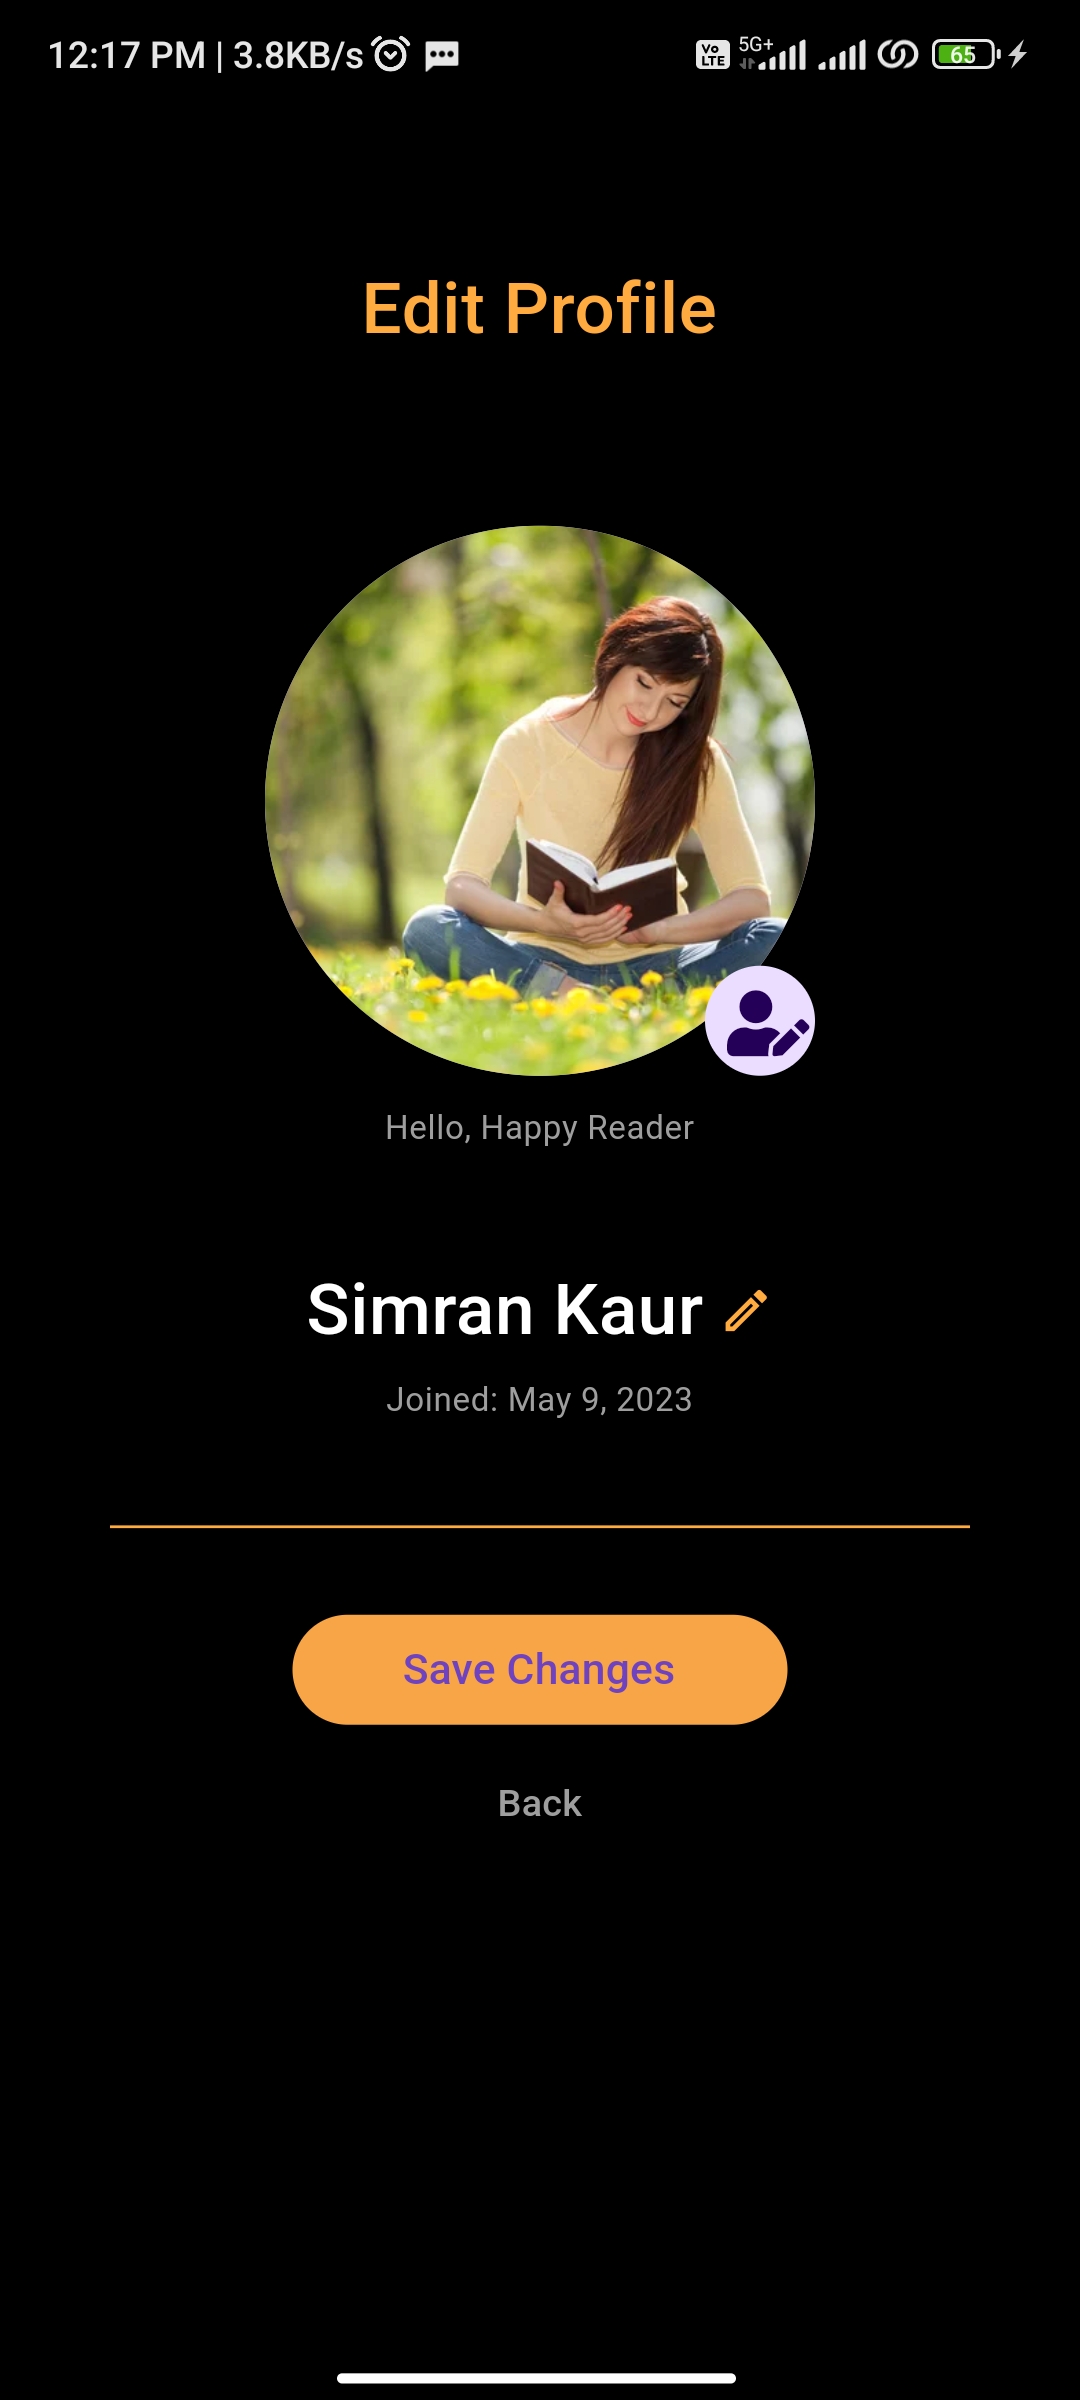 12:17 PM | 3.8KB/s Vo LTE 5G+ 65
Edit Profile
Hello, Happy Reader
Simran Kaur
Joined: May 9, 2023
Save Changes
Back